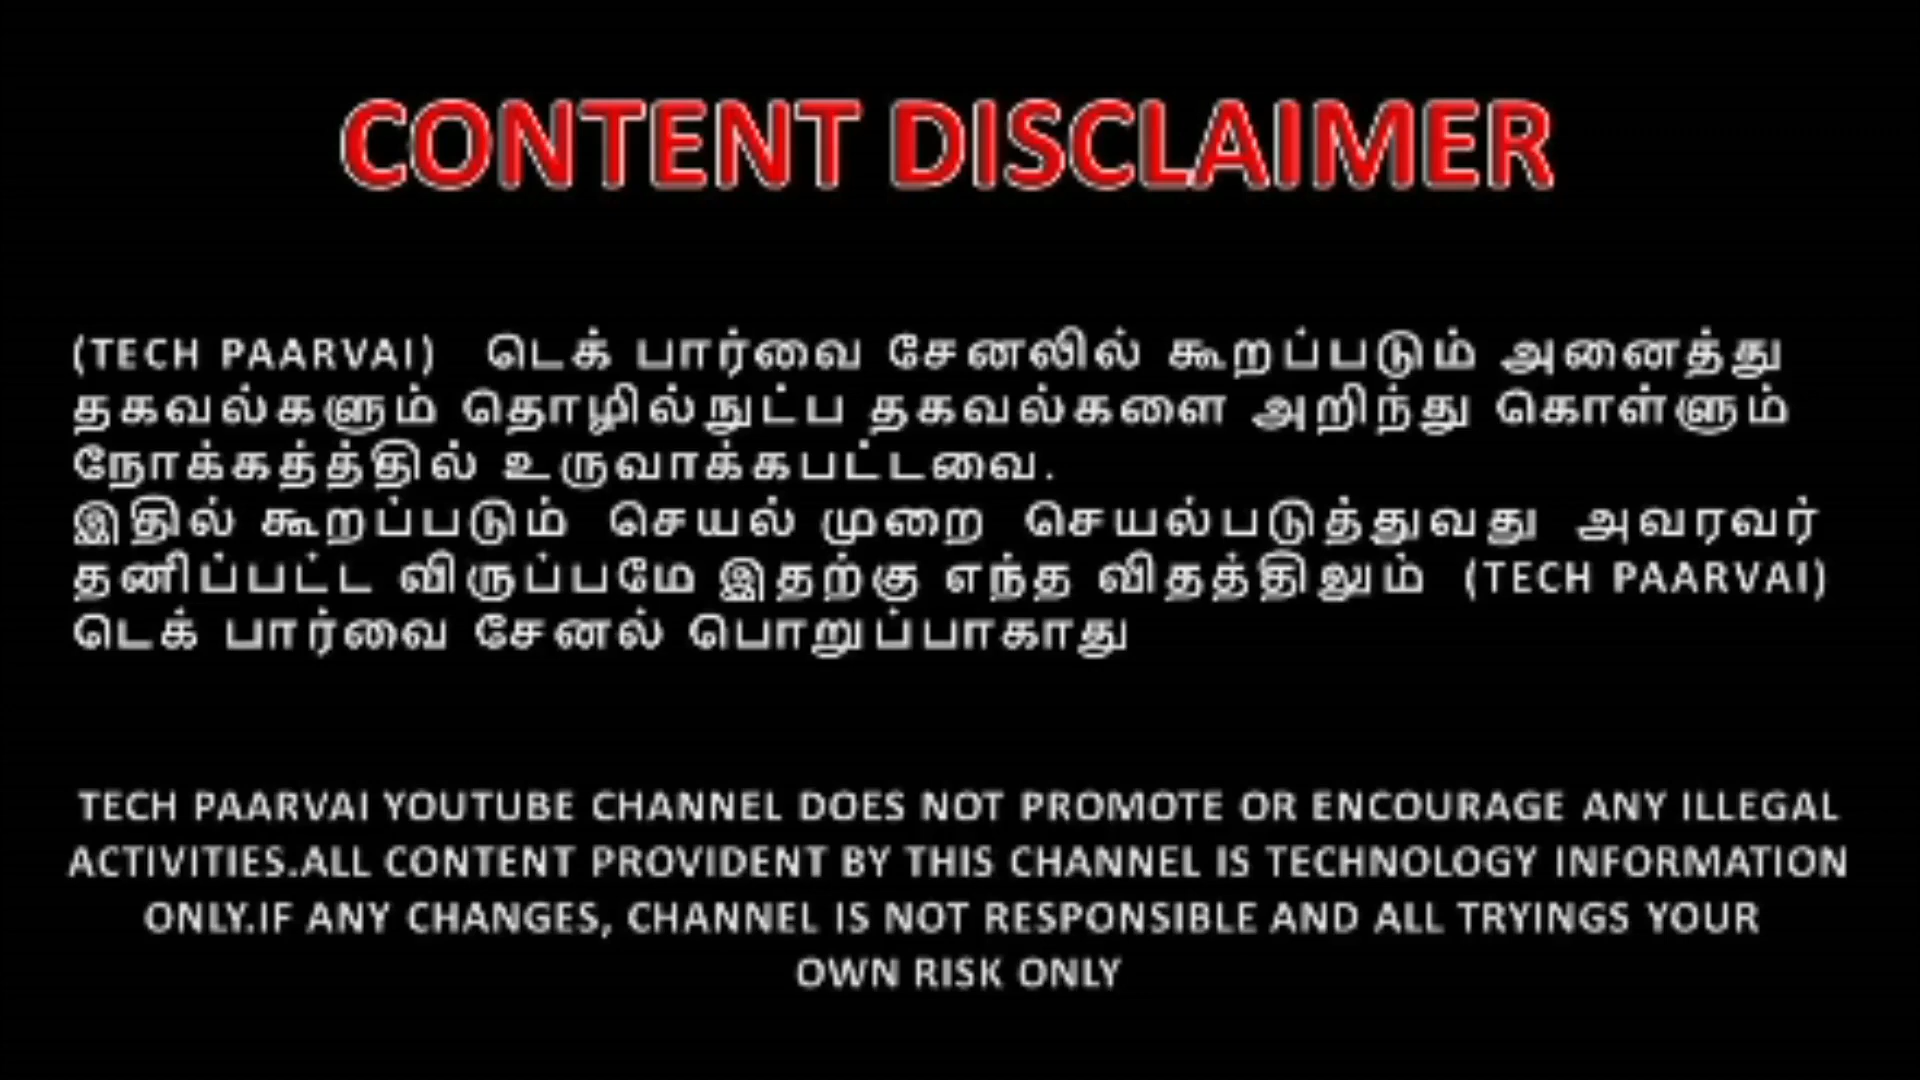 CONTENT DISCLAIMER
(TECH PAARVAI) டெக் பார்வை சேனலில் கூறப்படும் அனைத்து
தகவல்களும் தொழில்நுட்ப தகவல்களை அறிந்து கொள்ளும்
நோக்கத்த்தில் உருவாக்கபட்டவை.
இதில் கூறப்படும் செயல் முறை செயல்படுத்துவது அவரவர்
தனிப்பட்ட விருப்பமே இதற்கு எந்த விதத்திலும் (TECH PAARVAI)
டெக் பார்வை சேனல் பொறுப்பாகாது
TECH PAARVAI YOUTUBE CHANNEL DOES NOT PROMOTE OR ENCOURAGE ANY ILLEGAL
ACTIVITIES.ALL CONTENT PROVIDENT BY THIS CHANNEL IS TECHNOLOGY INFORMATION
ONLY.IF ANY CHANGES, CHANNEL IS NOT RESPONSIBLE AND ALL TRYINGS YOUR
OWN RISK ONLY